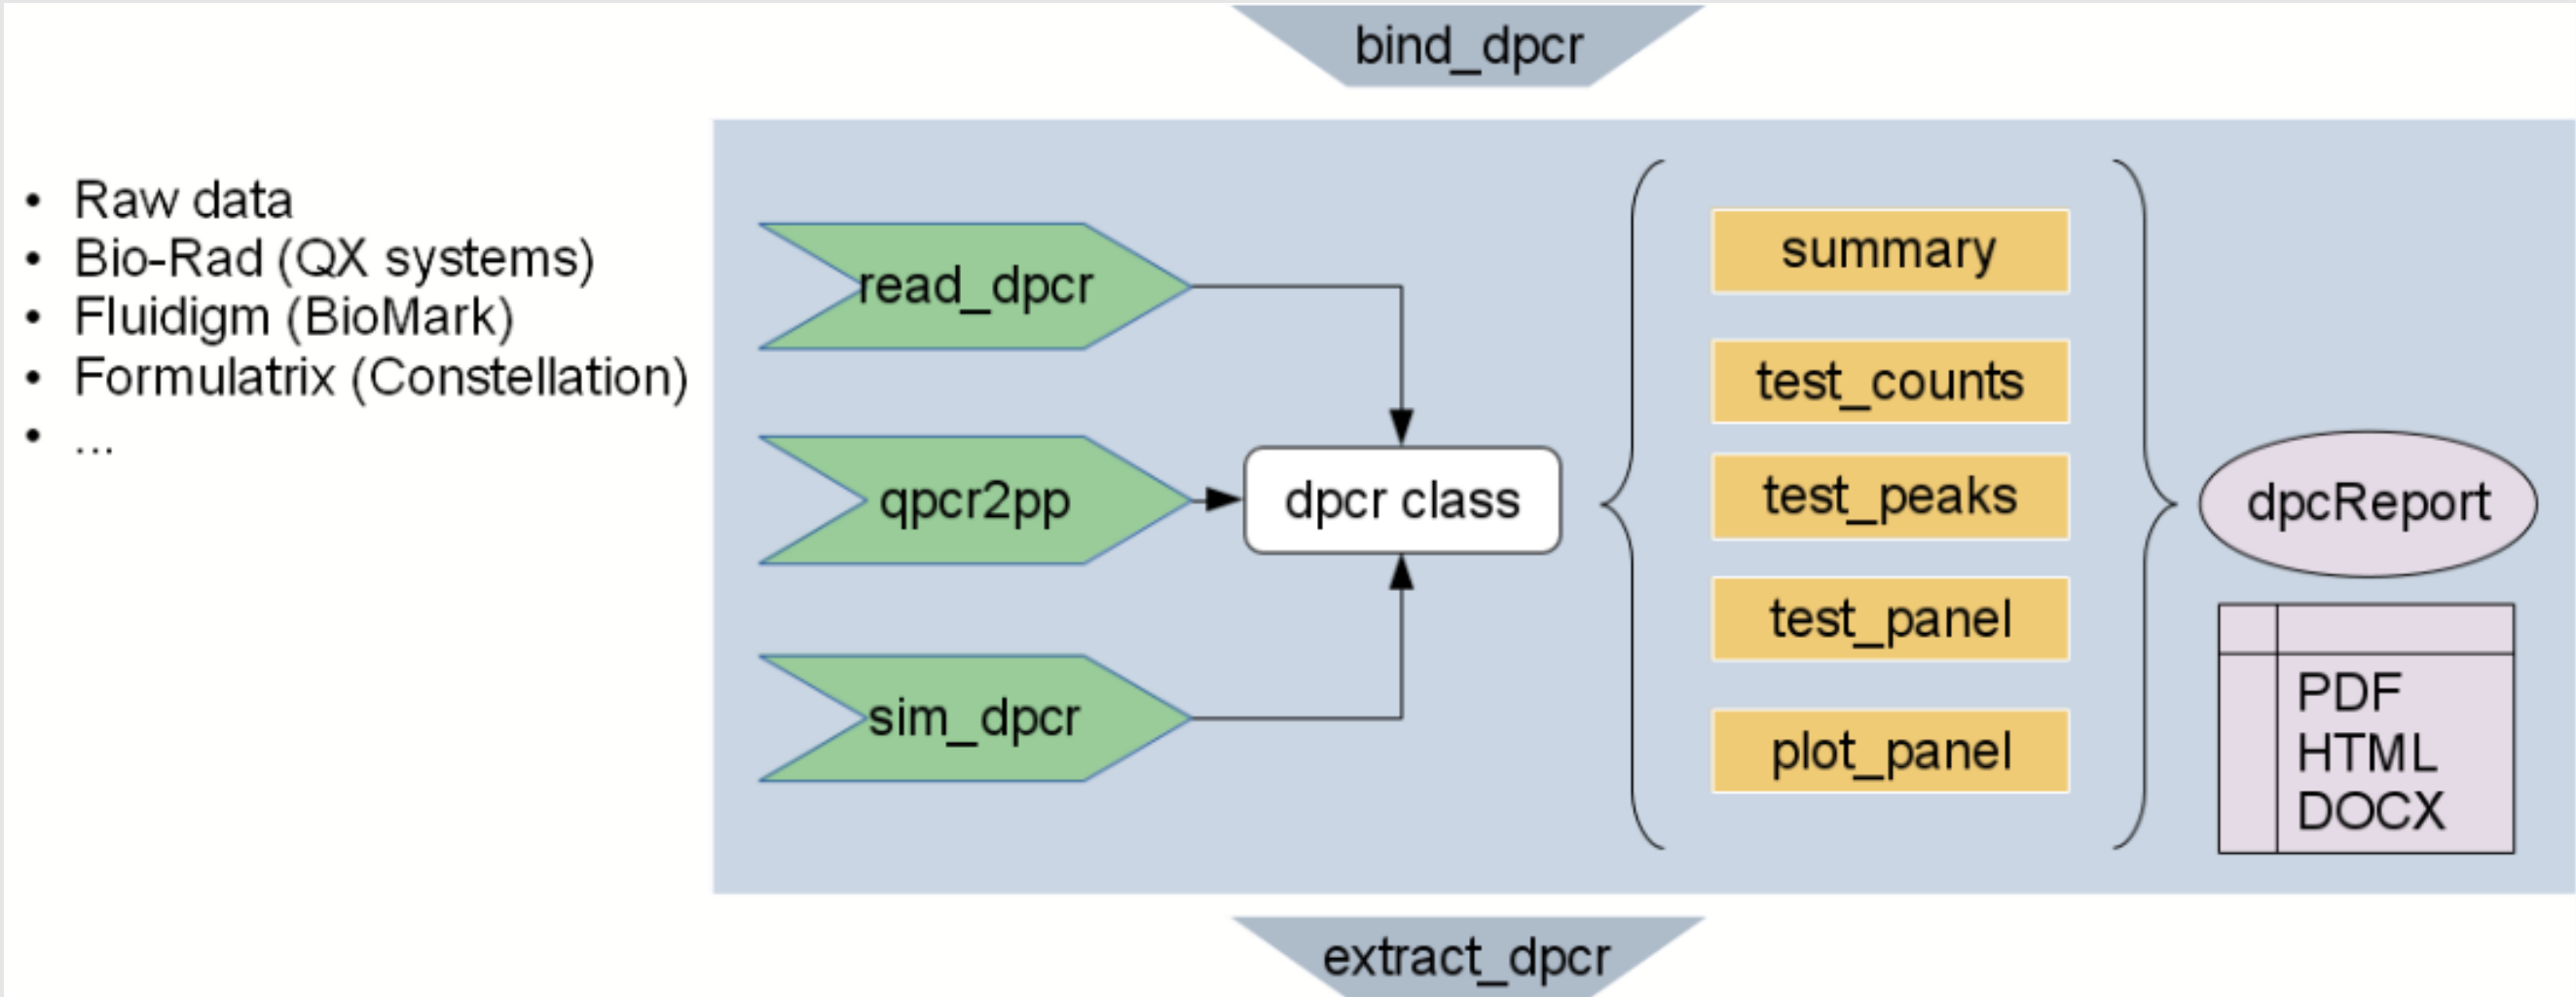 bind_dpcr
• Raw data
• Bio-Rad (QX systems)
• Fluidigm (BioMark)
• Formulatrix (Constellation)
• ...
read_dpcr
qpcr2pp
sim_dpcr
dpcr class
summary
test_counts
test_peaks
test_panel
plot_panel
dpcReport
PDF
HTML
DOCX
extract_dpcr